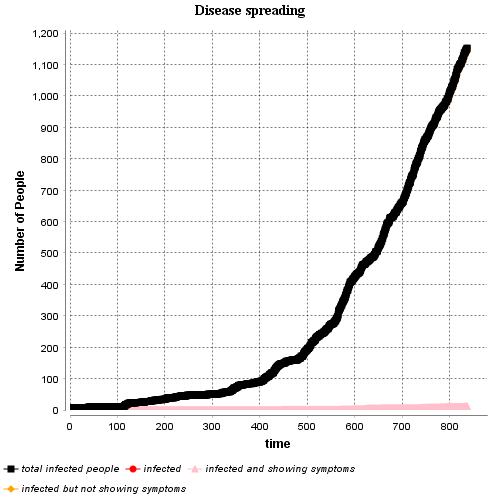 Disease spreading
1,200
1,100
1,000
900
800
700
600
500
400
300
200
100
0
Number of People
0 100 200 300 400 500 600 700 800
time
total infected people infected infected and showing symptoms
infected but not showing symptoms